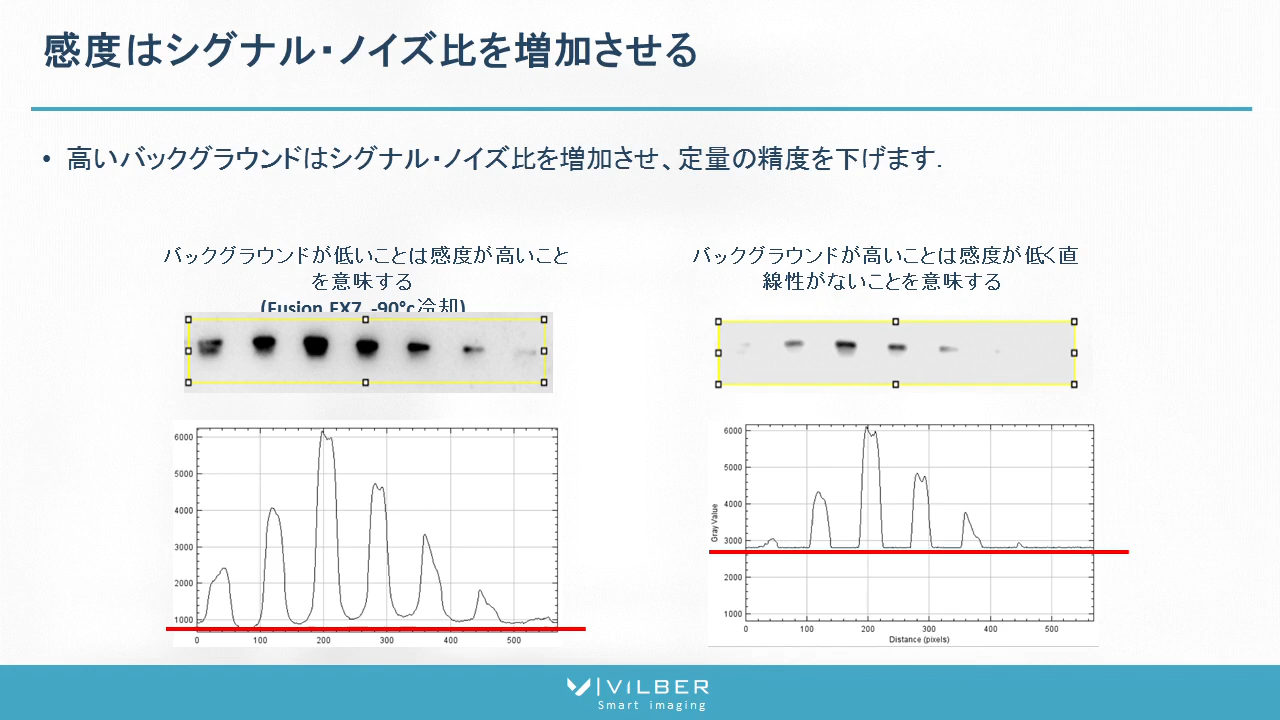 感度はシグナル・ノイズ比を増加させる
• 高いバックグラウンドはシグナル・ノイズ比を増加させ、定量の精度を下げます.
バックグラウンドが低いことは感度が高いこと
を意味する
(Fusion FX7 -90°c冷却)
バックグラウンドが高いことは感度が低く直
線性がないことを意味する
6000
5000
4000
3000
2000
1000
0 100 200 300 400 500
Gray Value
6000
5000
4000
3000
2000
1000
0 100 200 300 400 500
Distance (pixels)
VILBER
Smart imaging